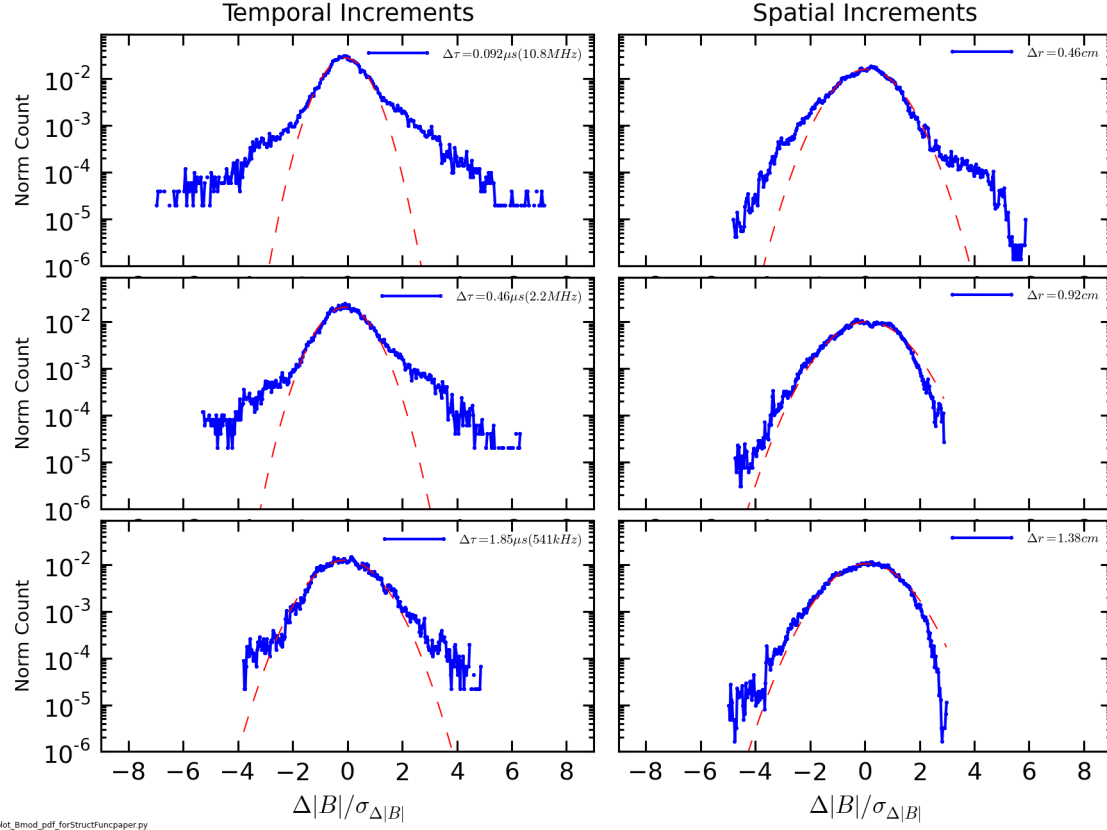 Temporal Increments
Spatial Increments
Δτ=0.092μs(10.8MHz)
Δr=0.46cm
Norm Count
10^-2
10^-3
10^-4
10^-5
10^-6
Δτ=0.46μs(2.2MHz)
Δr=0.92cm
Norm Count
10^-2
10^-3
10^-4
10^-5
10^-6
Δτ=1.85μs(541kHz)
Δr=1.38cm
Norm Count
10^-2
10^-3
10^-4
10^-5
10^-6
−8 −6 −4 −2 0 2 4 6 8
−8 −6 −4 −2 0 2 4 6 8
Δ|B|/σ_Δ|B|
Δ|B|/σ_Δ|B|
lot_Bmod_pdf_forStructFuncpaper.py